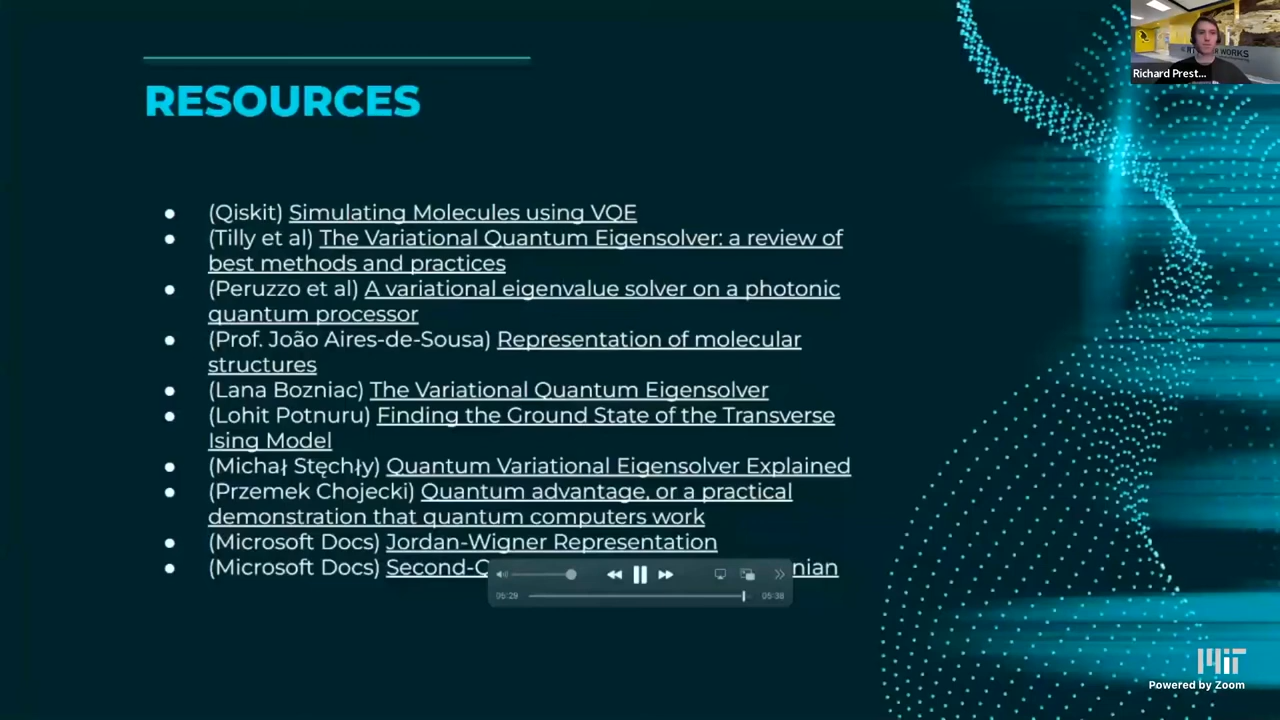 RESOURCES
● (Qiskit) Simulating Molecules using VQE
● (Tilly et al) The Variational Quantum Eigensolver: a review of
best methods and practices
● (Peruzzo et al) A variational eigenvalue solver on a photonic
quantum processor
● (Prof. João Aires-de-Sousa) Representation of molecular
structures
● (Lana Bozniac) The Variational Quantum Eigensolver
● (Lohit Potnuru) Finding the Ground State of the Transverse
Ising Model
● (Michał Stęchły) Quantum Variational Eigensolver Explained
● (Przemek Chojecki) Quantum advantage, or a practical
demonstration that quantum computers work
● (Microsoft Docs) Jordan-Wigner Representation
● (Microsoft Docs) Second-Q nian
05:38
WORKS
Richard Prest...
MIT
Powered by Zoom